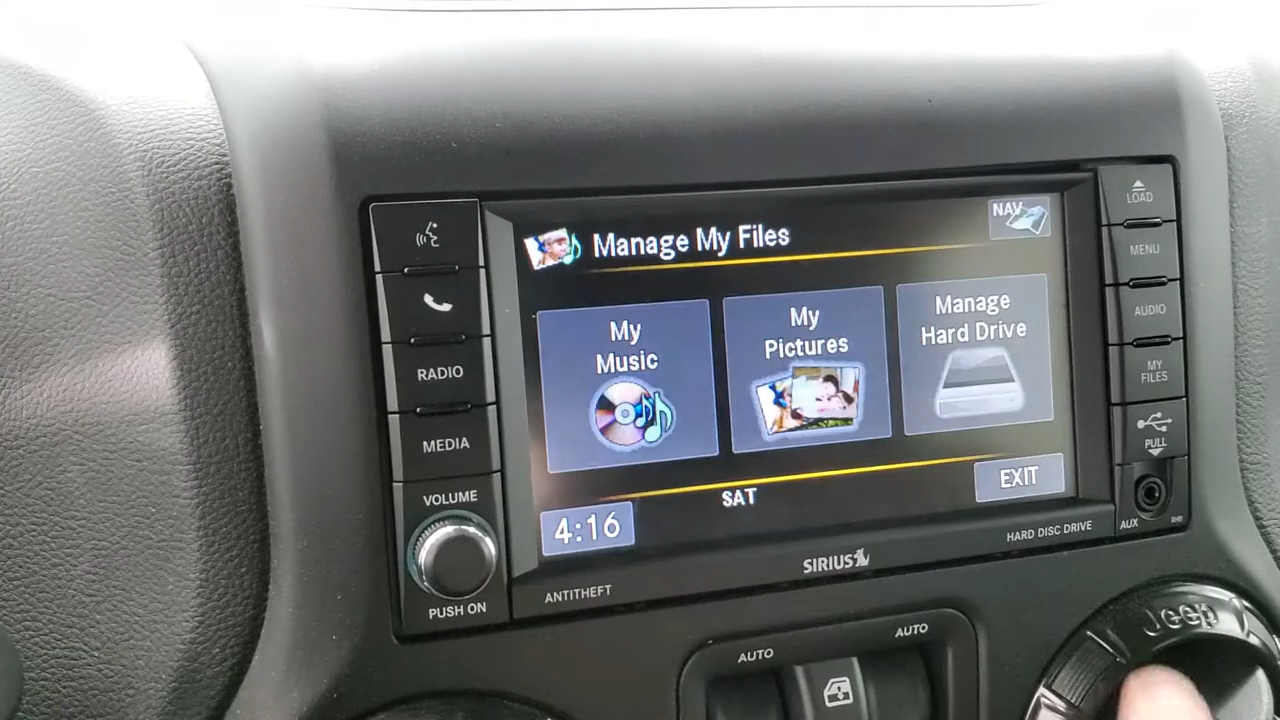 LOAD
NAV
Manage My Files
MENU
My
Music
My
Pictures
Manage
Hard Drive
AUDIO
RADIO
MY
FILES
MEDIA
PULL
VOLUME
SAT
EXIT
4:16
AUX
RHB
HARD DISC DRIVE
SIRIUS
PUSH ON
ANTITHEFT
Jeep
AUTO
AUTO